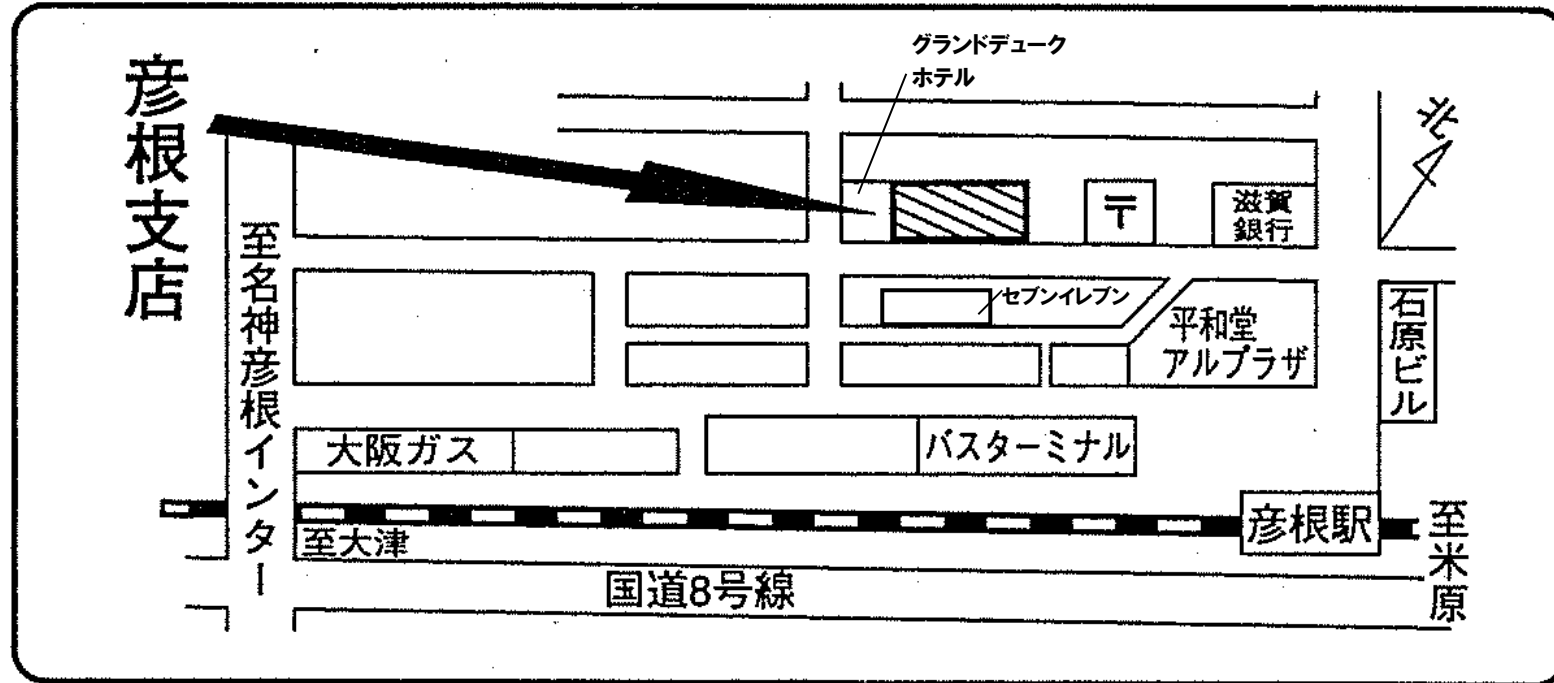 彦根支店
グランドデューク
ホテル
北
〒
滋賀
銀行
至名神彦根インター
セブンイレブン
平和堂
アルプラザ
石原ビル
大阪ガス
バスターミナル
彦根駅
至大津
至米原
国道8号線